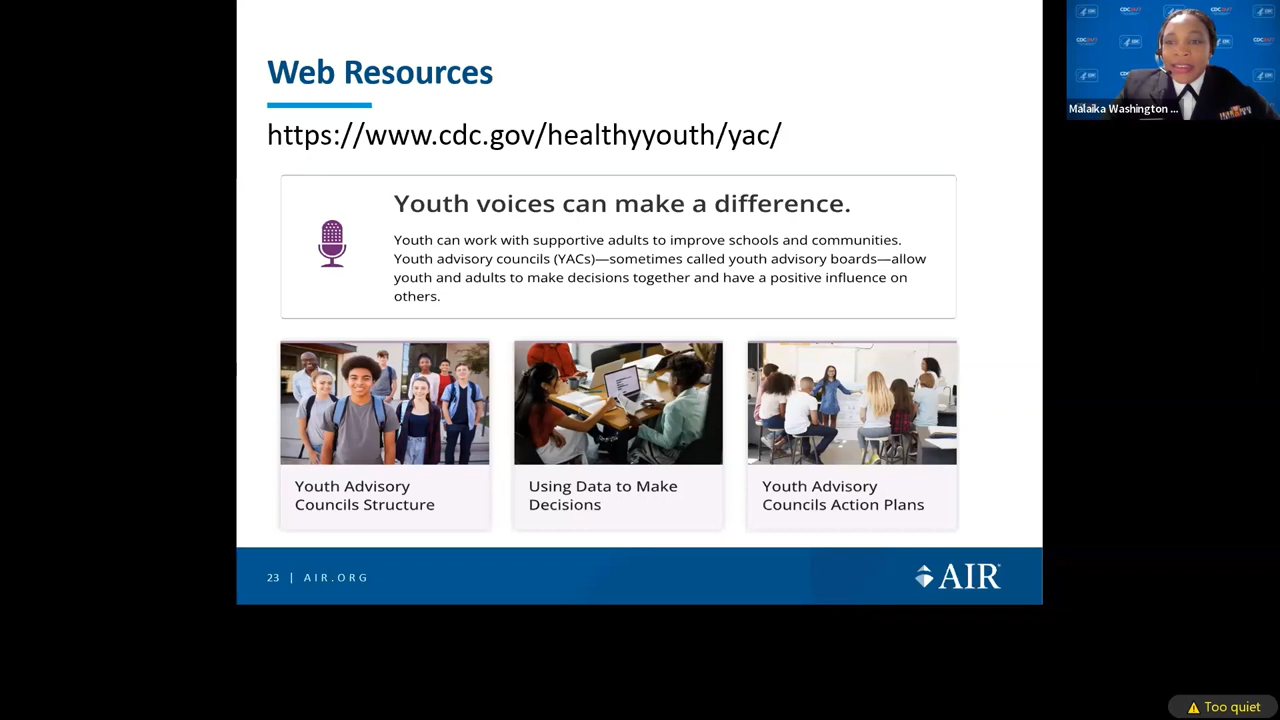 Web Resources
https://www.cdc.gov/healthyyouth/yac/
Youth voices can make a difference.
Youth can work with supportive adults to improve schools and communities.
Youth advisory councils (YACs)—sometimes called youth advisory boards—allow
youth and adults to make decisions together and have a positive influence on
others.
Youth Advisory
Councils Structure
Using Data to Make
Decisions
Youth Advisory
Councils Action Plans
23 | AIR.ORG
AIR
Malaika Washington ...
Too quiet